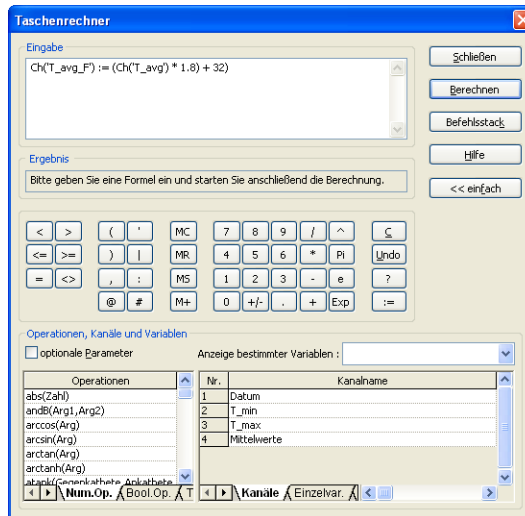 Taschenrechner
Eingabe
Ch('T_avg_F') := (Ch('T_avg') * 1.8) + 32)
Schließen
Berechnen
Befehlsstack
Ergebnis
Hilfe
Bitte geben Sie eine Formel ein und starten Sie anschließend die Berechnung.
<< einfach
< > ( ' MC 7 8 9 / ^ C
<= >= ) | MR 4 5 6 * Pi Undo
= <> , : MS 1 2 3 - e ?
@ # M+ 0 +/- . + Exp :=
Operationen, Kanäle und Variablen
optionale Parameter Anzeige bestimmter Variablen :
Operationen Nr. Kanalname
abs(Zahl) 1 Datum
andB(Arg1,Arg2) 2 T_min
arccos(Arg) 3 T_max
arcsin(Arg) 4 Mittelwerte
arctan(Arg)
arctanh(Arg)
atank(Gegenkathete,Ankathete
Num.Op. Bool.Op. T Kanäle Einzelvar.